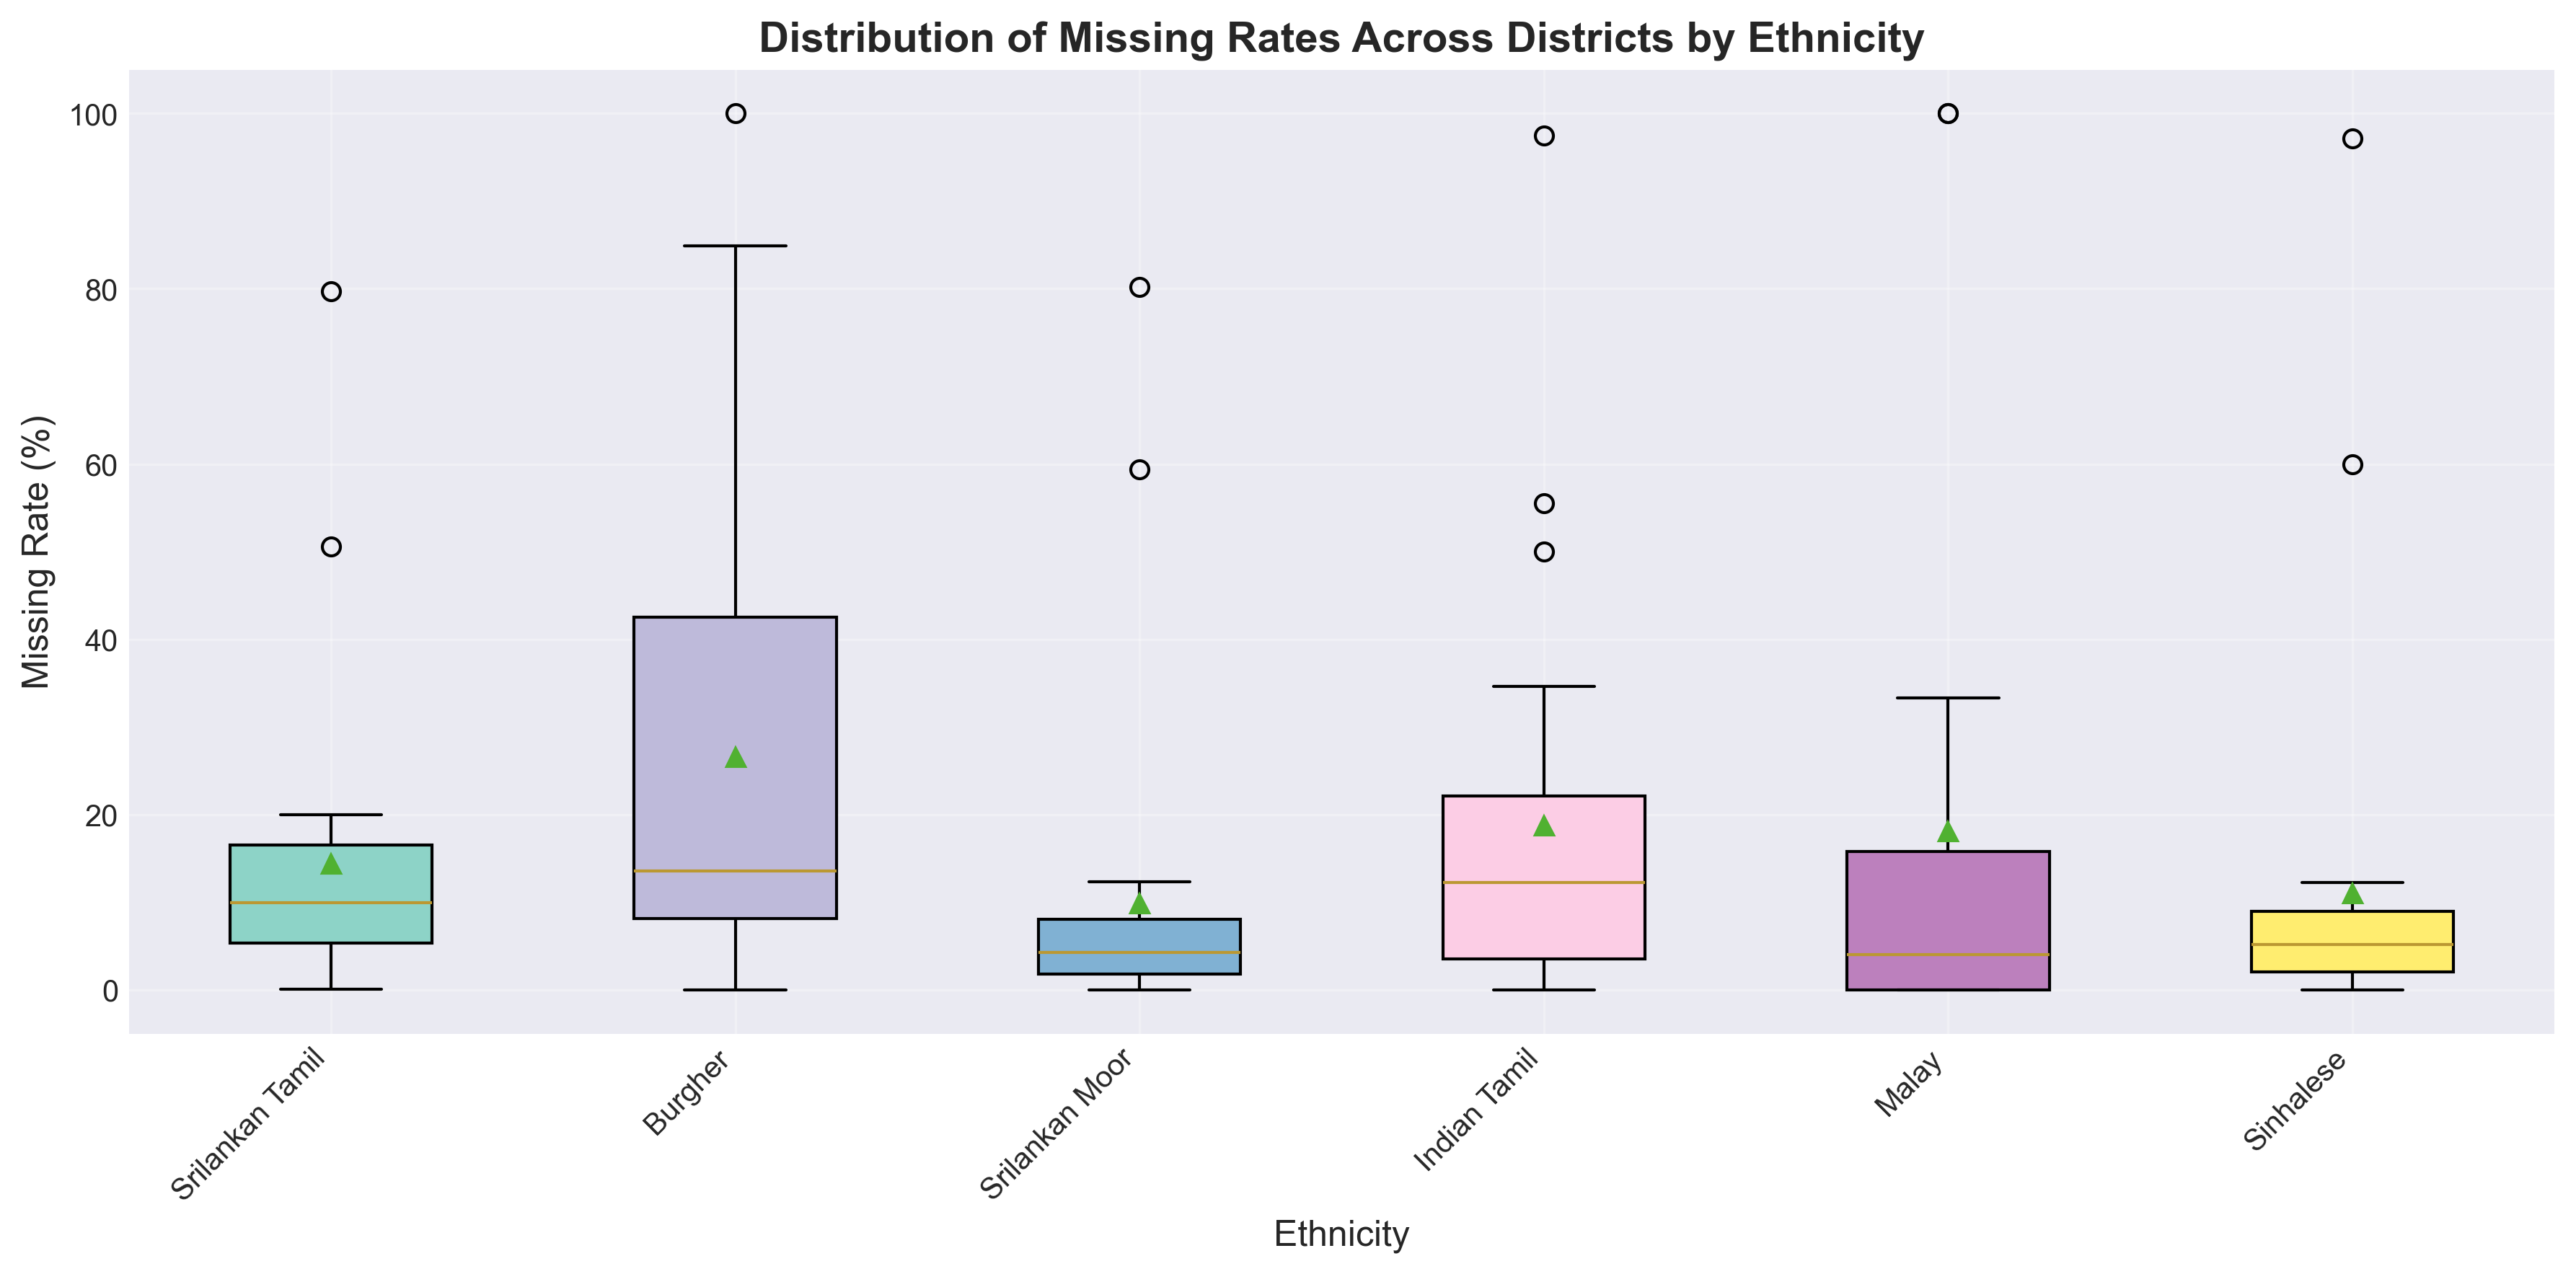 Distribution of Missing Rates Across Districts by Ethnicity
Missing Rate (%)
100
80
60
40
20
0
Srilankan Tamil
Burgher
Srilankan Moor
Indian Tamil
Malay
Sinhalese
Ethnicity